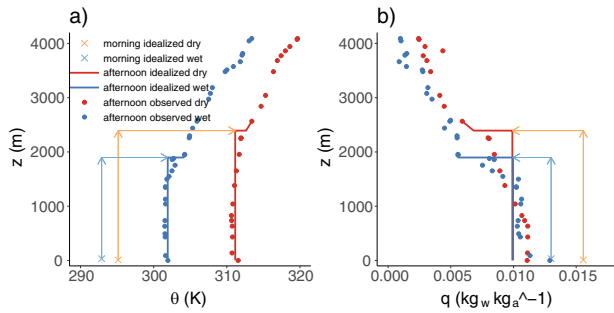 a)
b)
4000
3000
2000
1000
0
z (m)
290
300
310
320
θ (K)
morning idealized dry
morning idealized wet
afternoon idealized dry
afternoon idealized wet
afternoon observed dry
afternoon observed wet
4000
3000
2000
1000
0
z (m)
0.000
0.005
0.010
0.015
q (kg_w kg_a^−1)